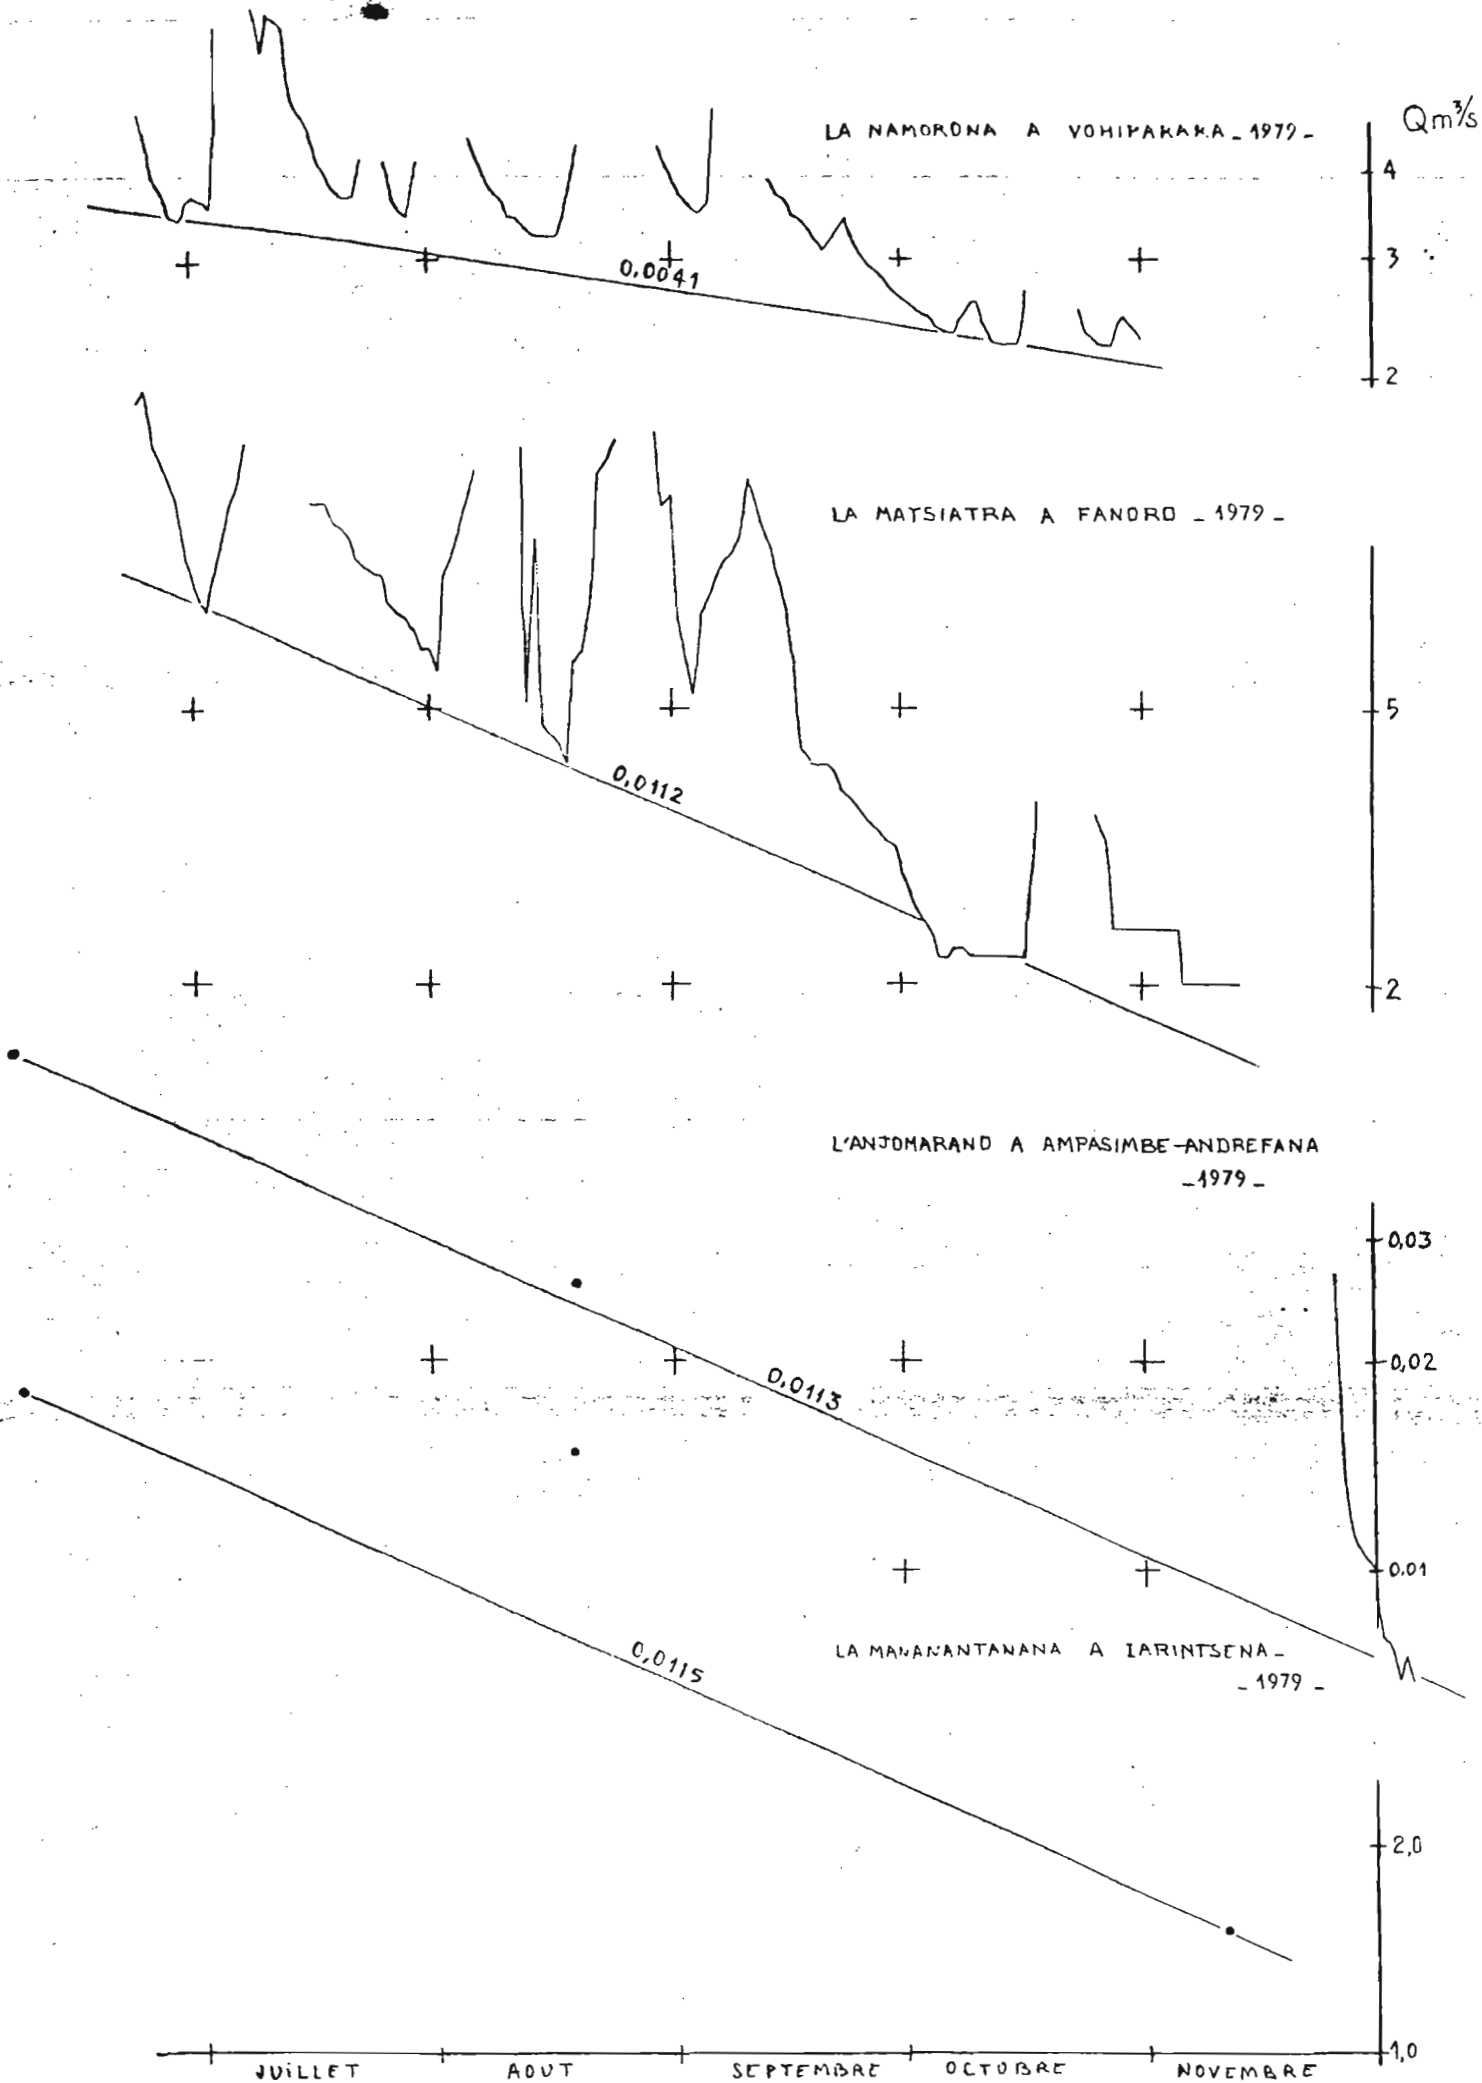 Qm³/s
LA NAMORONA A VOHIPARARA - 1979 -
4
3
0,0041
2
LA MATSIATRA A FANORO - 1979 -
5
0,0112
2
L'ANJOMARANO A AMPASIMBE-ANDREFANA
- 1979 -
0,03
0,02
0,0113
0.01
LA MANANANTANANA A IARINTSENA -
- 1979 -
0,0115
2,0
1,0
JUILLET AOUT SEPTEMBRE OCTOBRE NOVEMBRE